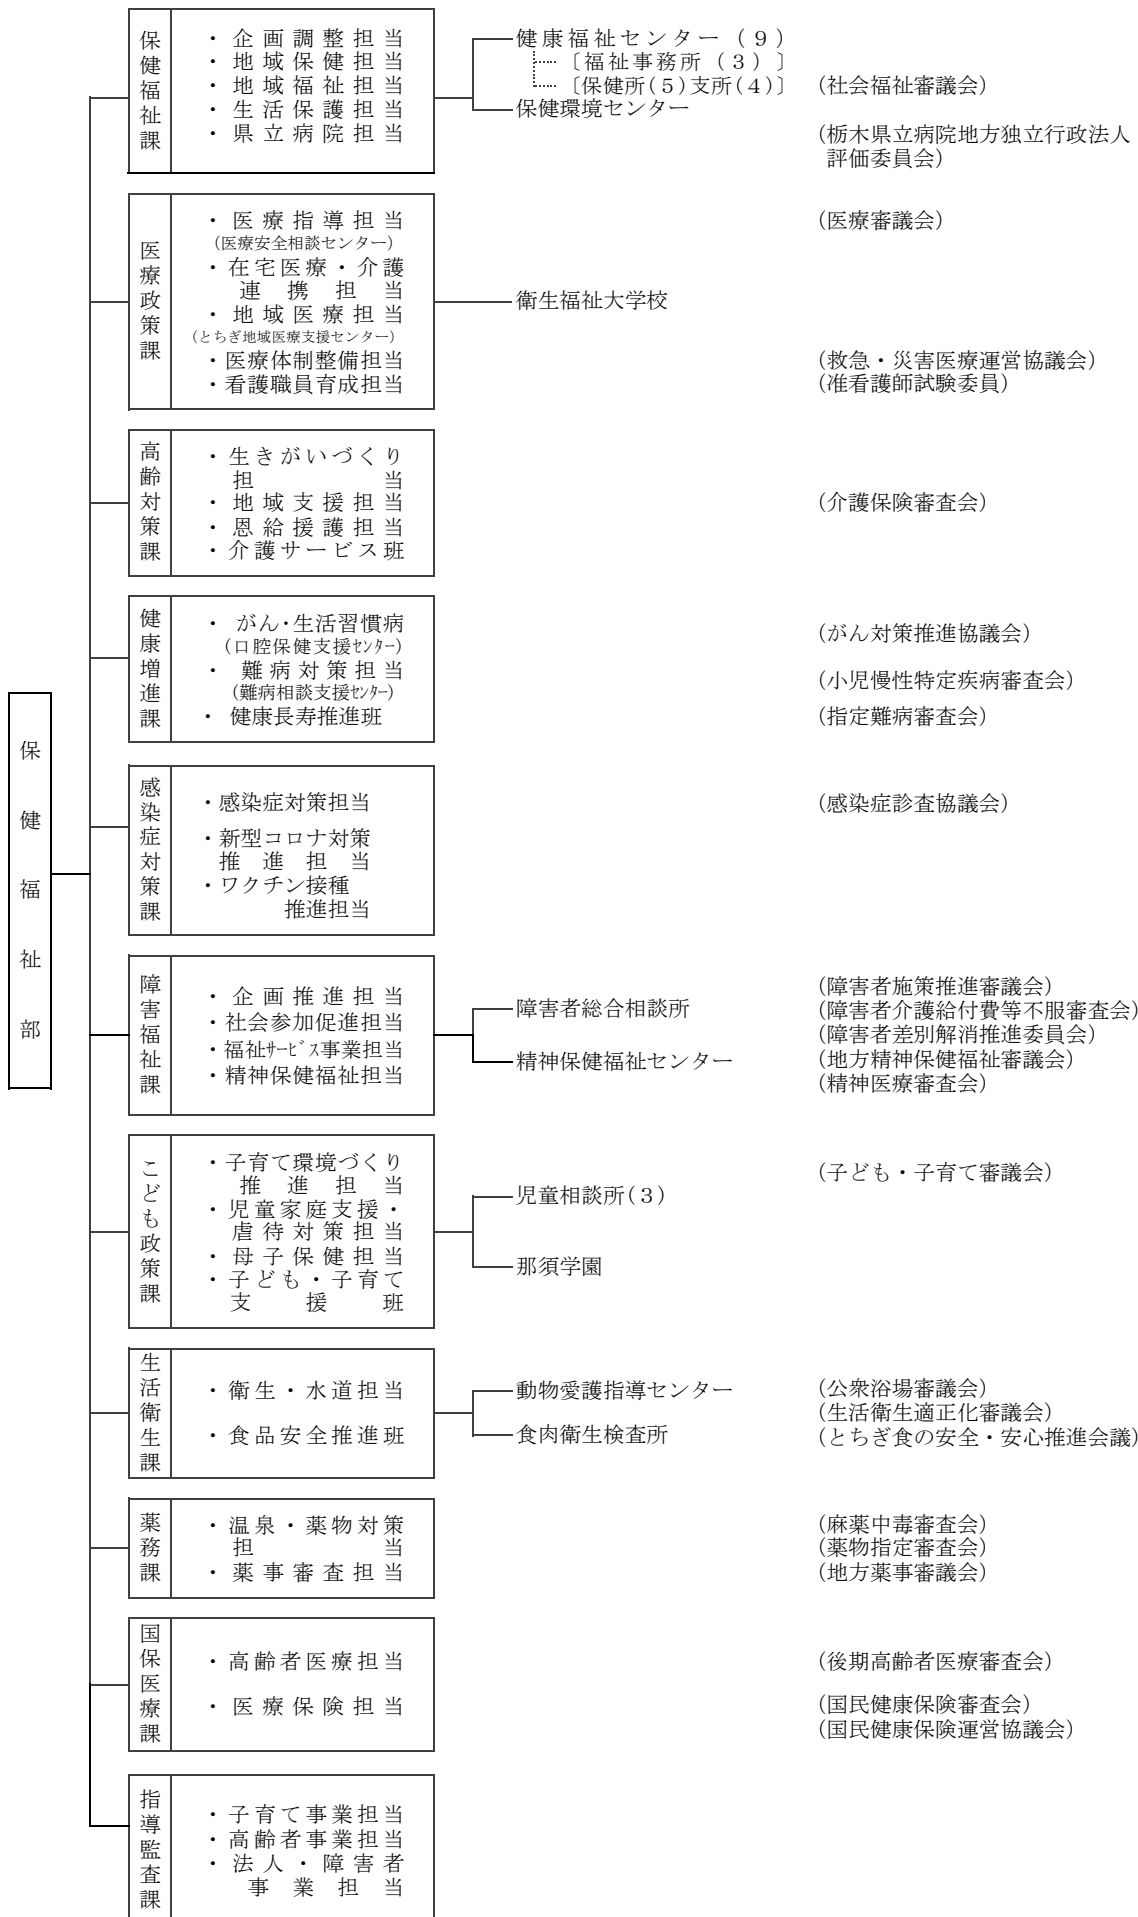 保健福祉部
保健福祉課
・企画調整担当
・地域保健担当
・地域福祉担当
・生活保護担当
・県立病院担当
健康福祉センター(9)
〔福祉事務所(3)〕
〔保健所(5)支所(4)〕
保健環境センター
(社会福祉審議会)
(栃木県立病院地方独立行政法人
評価委員会)
医療政策課
・医療指導担当
(医療安全相談センター)
・在宅医療・介護
連携担当
・地域医療担当
(とちぎ地域医療支援センター)
・医療体制整備担当
・看護職員育成担当
衛生福祉大学校
(医療審議会)
(救急・災害医療運営協議会)
(准看護師試験委員)
高齢対策課
・生きがいづくり
担当
・地域支援担当
・恩給援護担当
・介護サービス班
(介護保険審査会)
健康増進課
・がん・生活習慣病
(口腔保健支援センター)
・難病対策担当
(難病相談支援センター)
・健康長寿推進班
(がん対策推進協議会)
(小児慢性特定疾病審査会)
(指定難病審査会)
感染症対策課
・感染症対策担当
・新型コロナ対策
推進担当
・ワクチン接種
推進担当
(感染症診査協議会)
障害福祉課
・企画推進担当
・社会参加促進担当
・福祉サービス事業担当
・精神保健福祉担当
障害者総合相談所
精神保健福祉センター
(障害者施策推進審議会)
(障害者介護給付費等不服審査会)
(障害者差別解消推進委員会)
(地方精神保健福祉審議会)
(精神医療審査会)
こども政策課
・子育て環境づくり
推進担当
・児童家庭支援・
虐待対策担当
・母子保健担当
・子ども・子育て
支援班
児童相談所(3)
那須学園
(子ども・子育て審議会)
生活衛生課
・衛生・水道担当
・食品安全推進班
動物愛護指導センター
食肉衛生検査所
(公衆浴場審議会)
(生活衛生適正化審議会)
(とちぎ食の安全・安心推進会議)
薬務課
・温泉・薬物対策
担当
・薬事審査担当
(麻薬中毒審査会)
(薬物指定審査会)
(地方薬事審議会)
国保医療課
・高齢者医療担当
・医療保険担当
(後期高齢者医療審査会)
(国民健康保険審査会)
(国民健康保険運営協議会)
指導監査課
・子育て事業担当
・高齢者事業担当
・法人・障害者
事業担当